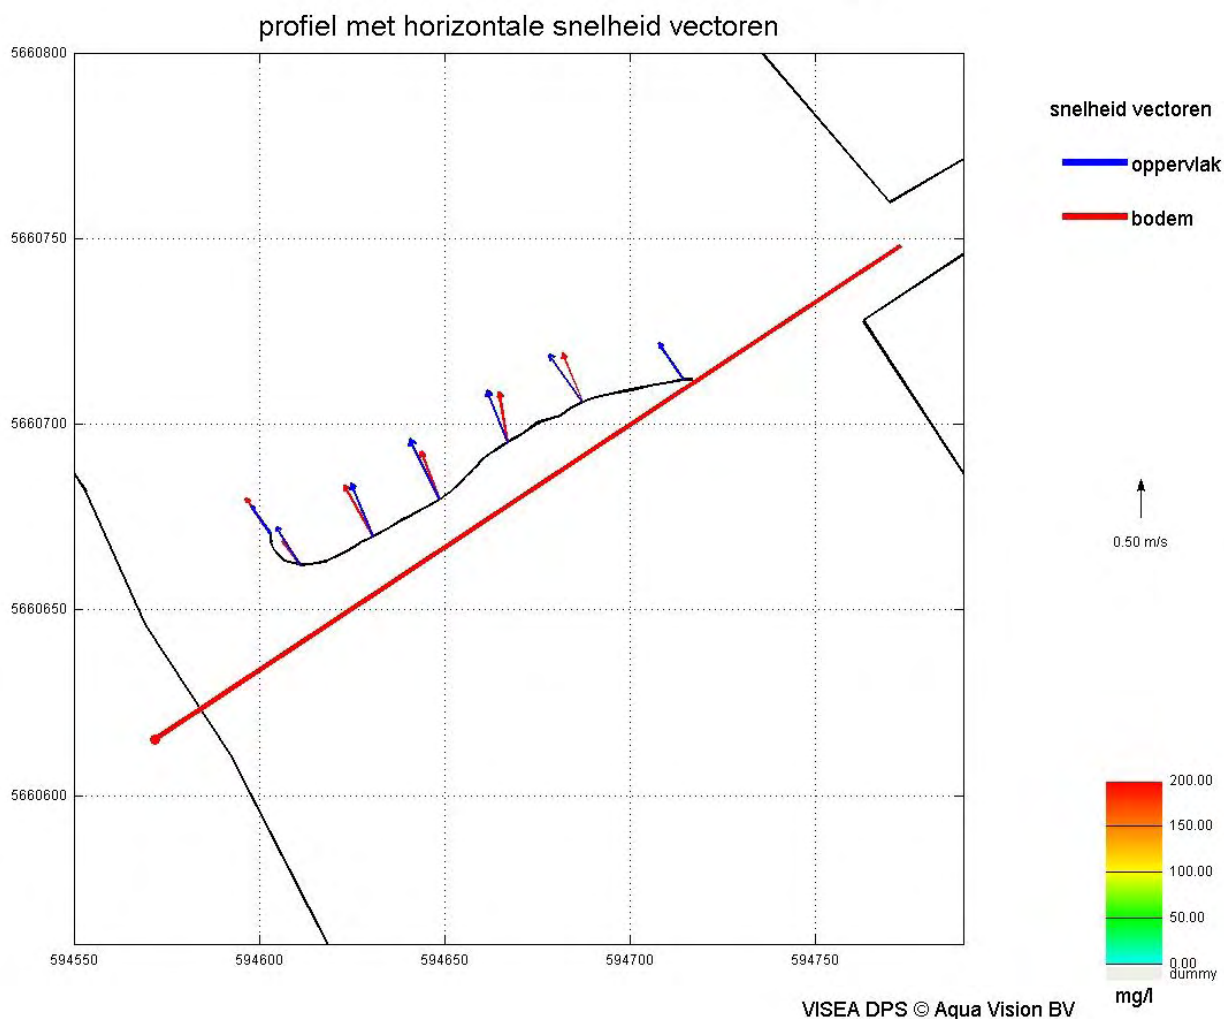 profiel met horizontale snelheid vectoren
5660800
5660750
5660700
5660650
5660600
594550
594600
594650
594700
594750
snelheid vectoren
oppervlak
bodem
0.50 m/s
200.00
150.00
100.00
50.00
0.00
dummy
mg/l
VISEA DPS © Aqua Vision BV